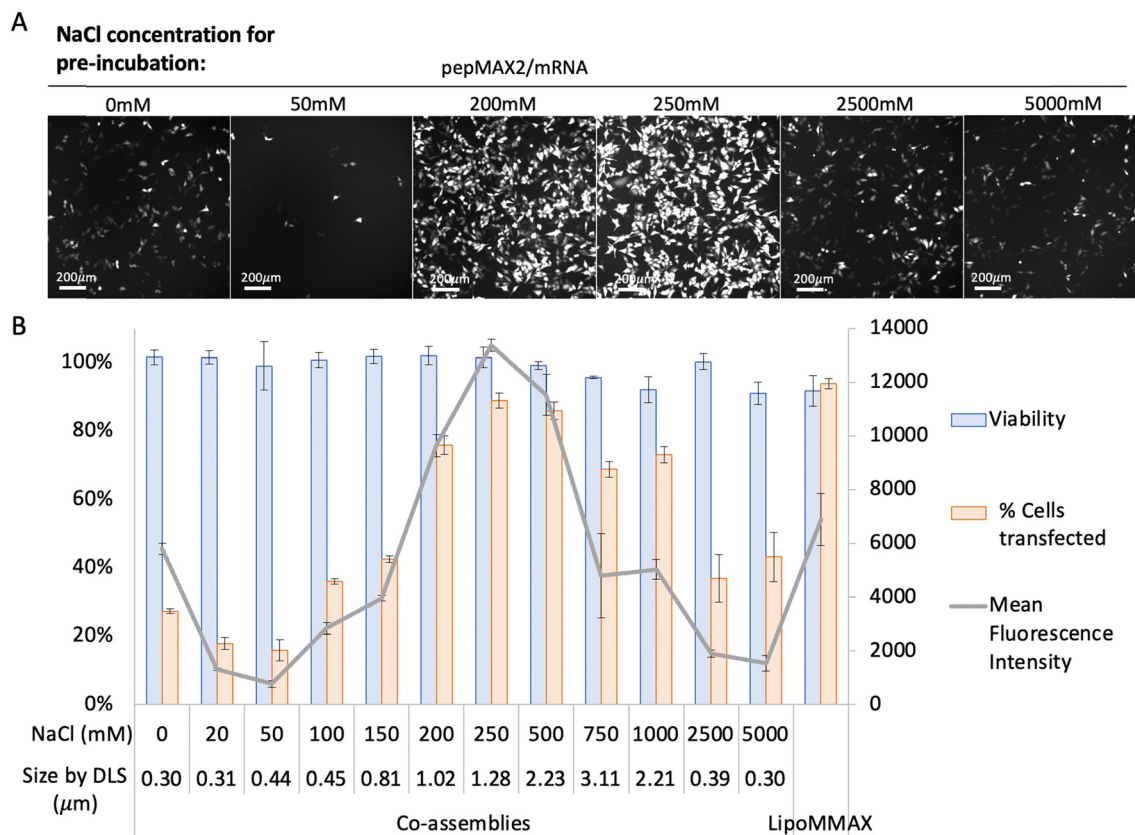 A
NaCl concentration for
pre-incubation:
pepMAX2/mRNA
0mM 50mM 200mM 250mM 2500mM 5000mM
200μm 200μm 200μm 200μm 200μm 200μm
B
100%
80%
60%
40%
20%
0%
14000
12000
10000
8000
6000
4000
2000
0
Viability
% Cells
transfected
Mean
Fluorescence
Intensity
NaCl (mM) 0 20 50 100 150 200 250 500 750 1000 2500 5000
Size by DLS 0.30 0.31 0.44 0.45 0.81 1.02 1.28 2.23 3.11 2.21 0.39 0.30
(μm)
Co-assemblies LipoMMAX